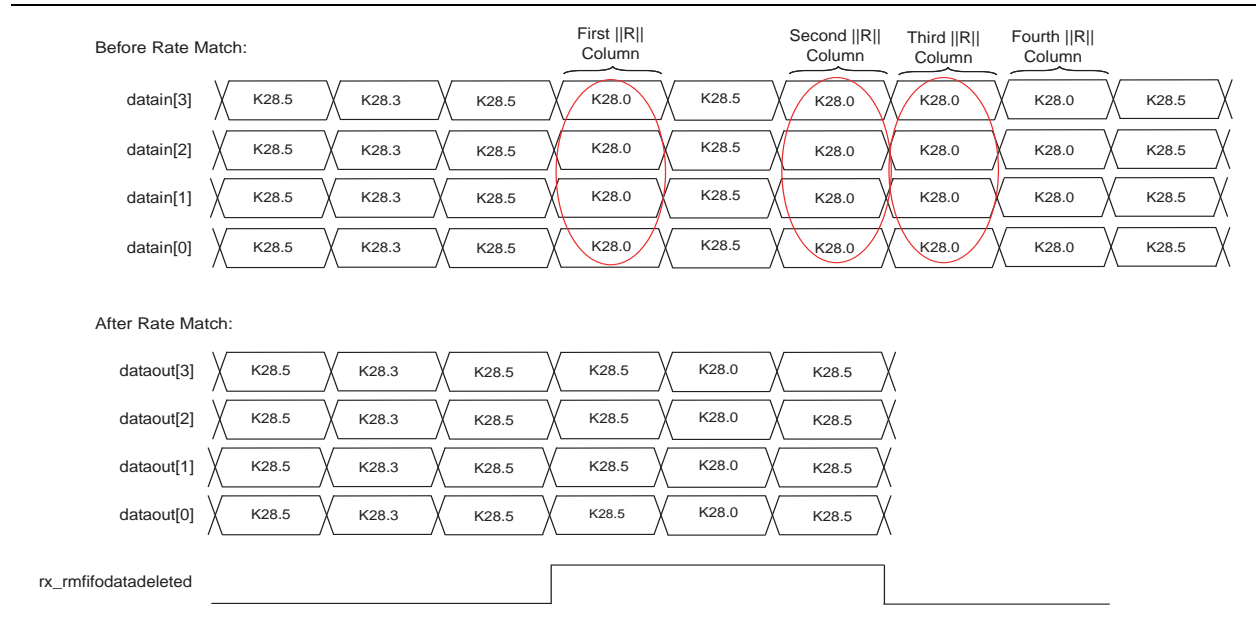 Before Rate Match:
First ||R||
Column
Second ||R||
Column
Third ||R||
Column
Fourth ||R||
Column
datain[3] K28.5 K28.3 K28.5 K28.0 K28.5 K28.0 K28.0 K28.0 K28.5
datain[2] K28.5 K28.3 K28.5 K28.0 K28.5 K28.0 K28.0 K28.0 K28.5
datain[1] K28.5 K28.3 K28.5 K28.0 K28.5 K28.0 K28.0 K28.0 K28.5
datain[0] K28.5 K28.3 K28.5 K28.0 K28.5 K28.0 K28.0 K28.0 K28.5
After Rate Match:
dataout[3] K28.5 K28.3 K28.5 K28.5 K28.0 K28.5
dataout[2] K28.5 K28.3 K28.5 K28.5 K28.0 K28.5
dataout[1] K28.5 K28.3 K28.5 K28.5 K28.0 K28.5
dataout[0] K28.5 K28.3 K28.5 K28.5 K28.0 K28.5
rx_rmfifodatadeleted